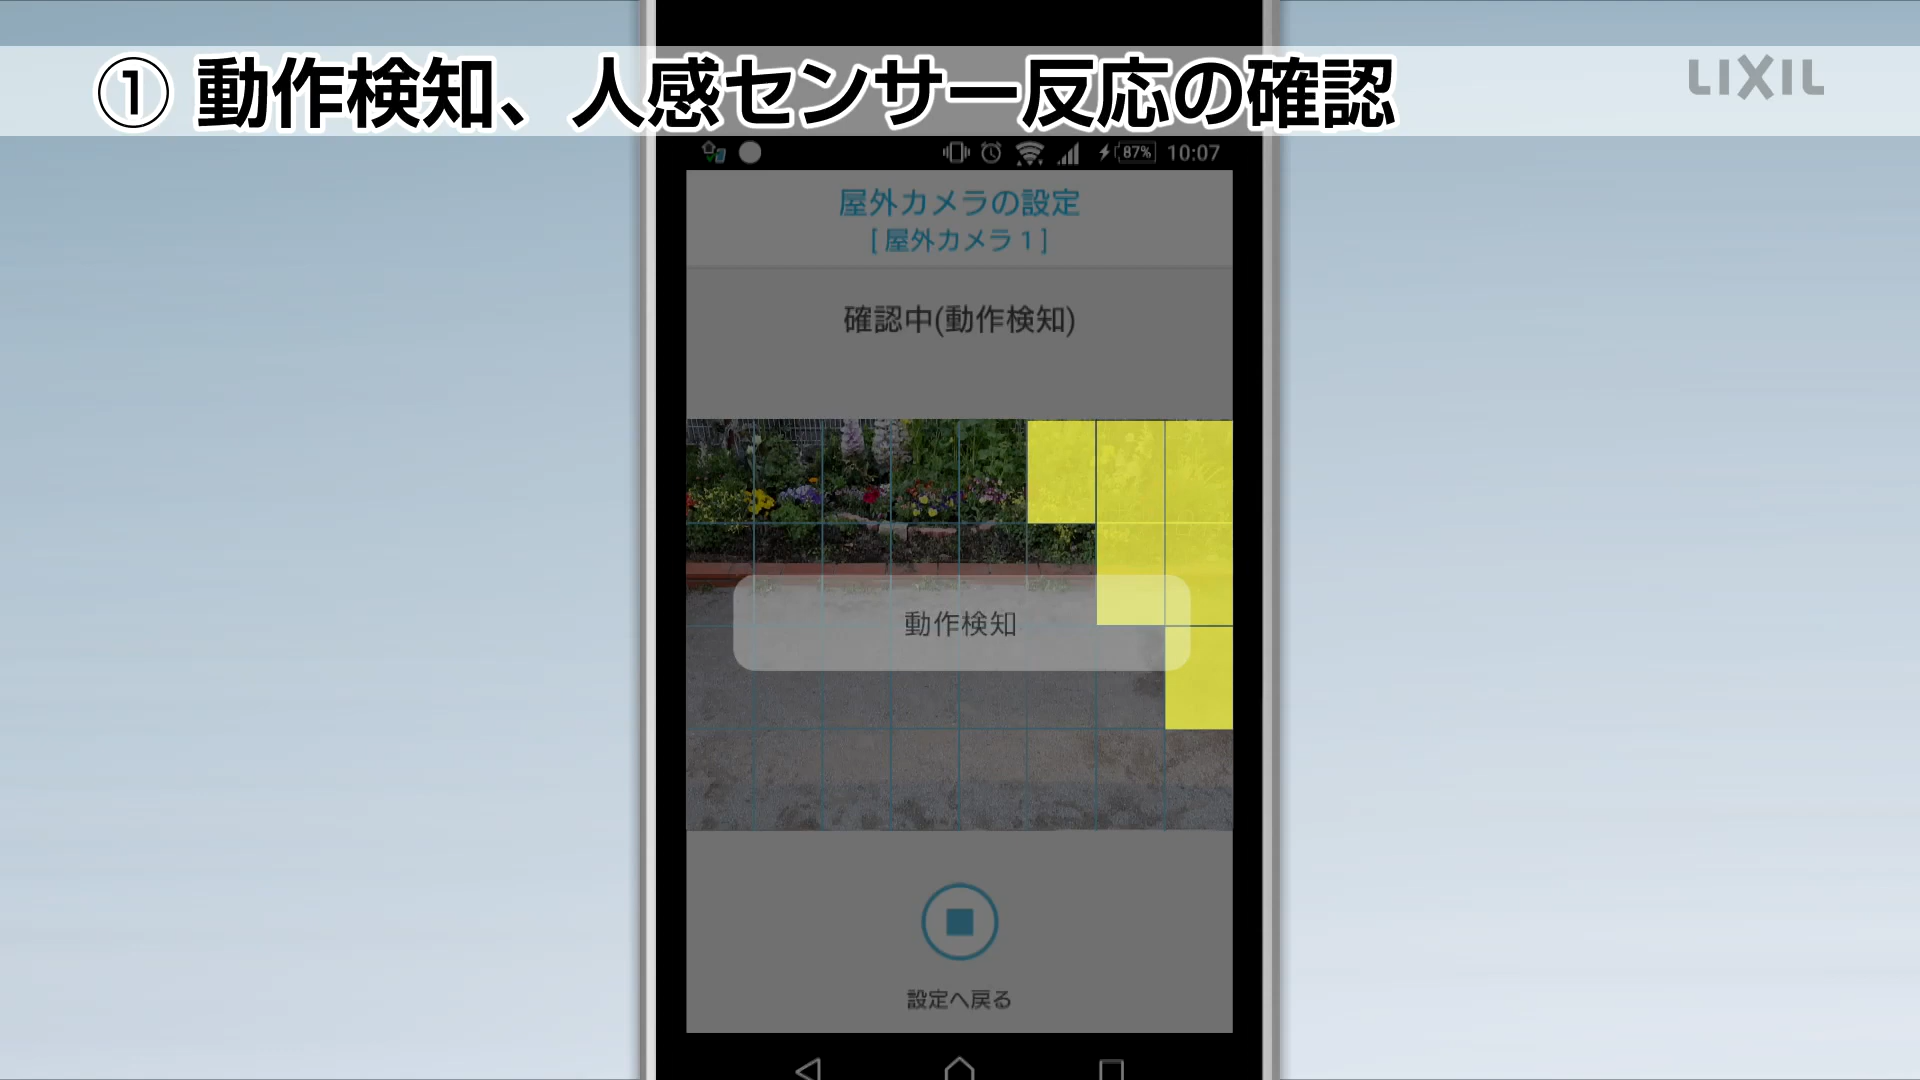 ① 動作検知、人感センサー反応の確認
LIXIL
87% 10:07
屋外カメラの設定
[ 屋外カメラ 1 ]
確認中(動作検知)
動作検知
設定へ戻る